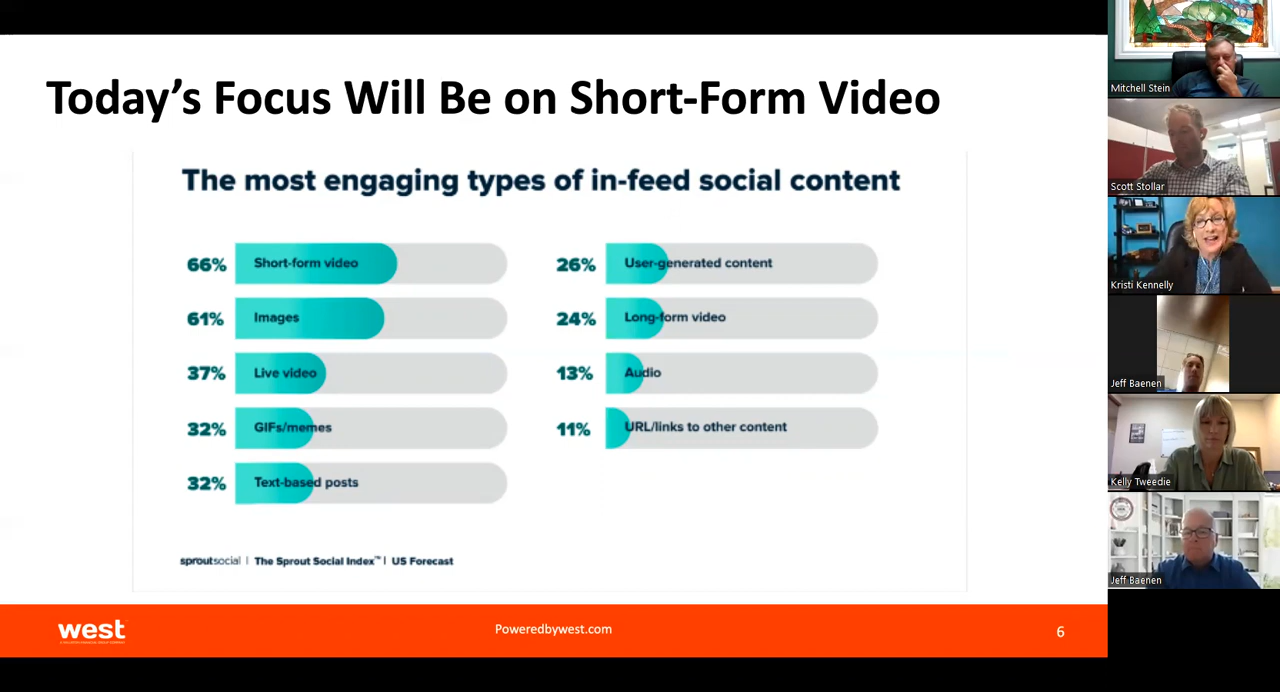 Today's Focus Will Be on Short-Form Video
The most engaging types of in-feed social content
66% Short-form video
61% Images
37% Live video
32% GIFs/memes
32% Text-based posts
26% User-generated content
24% Long-form video
13% Audio
11% URL/links to other content
sproutsocial | The Sprout Social Index™ | US Forecast
west
Poweredbywest.com
6
Mitchell Stein
Scott Stollar
Kristi Kennelly
Jeff Baenen
Kelly Tweedie
Jeff Baenen